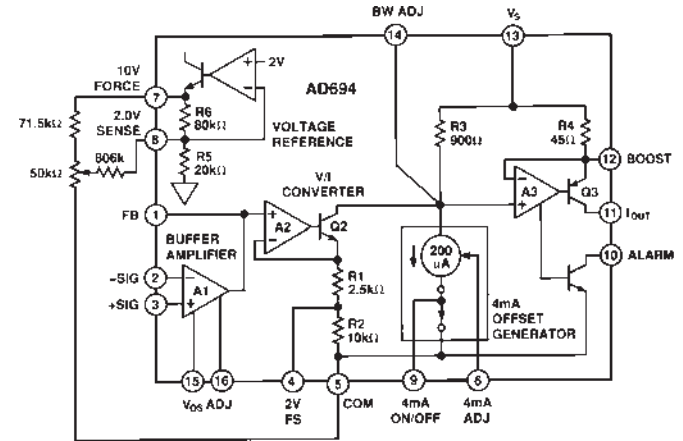 BW ADJ
VS
14
13
10V
FORCE
7
2V
AD694
71.5kΩ
2.0V
SENSE
8
R6
80kΩ
VOLTAGE
REFERENCE
R3
900Ω
R4
45Ω
806k
50kΩ
R5
20kΩ
12
BOOST
V/I
CONVERTER
A3
Q3
FB
1
A2
Q2
11
IOUT
BUFFER
AMPLIFIER
200
μA
10
ALARM
-SIG
2
A1
R1
2.5kΩ
+SIG
3
4mA
OFFSET
GENERATOR
R2
10kΩ
15
16
4
5
9
6
VOS ADJ
2V
FS
COM
4mA
ON/OFF
4mA
ADJ